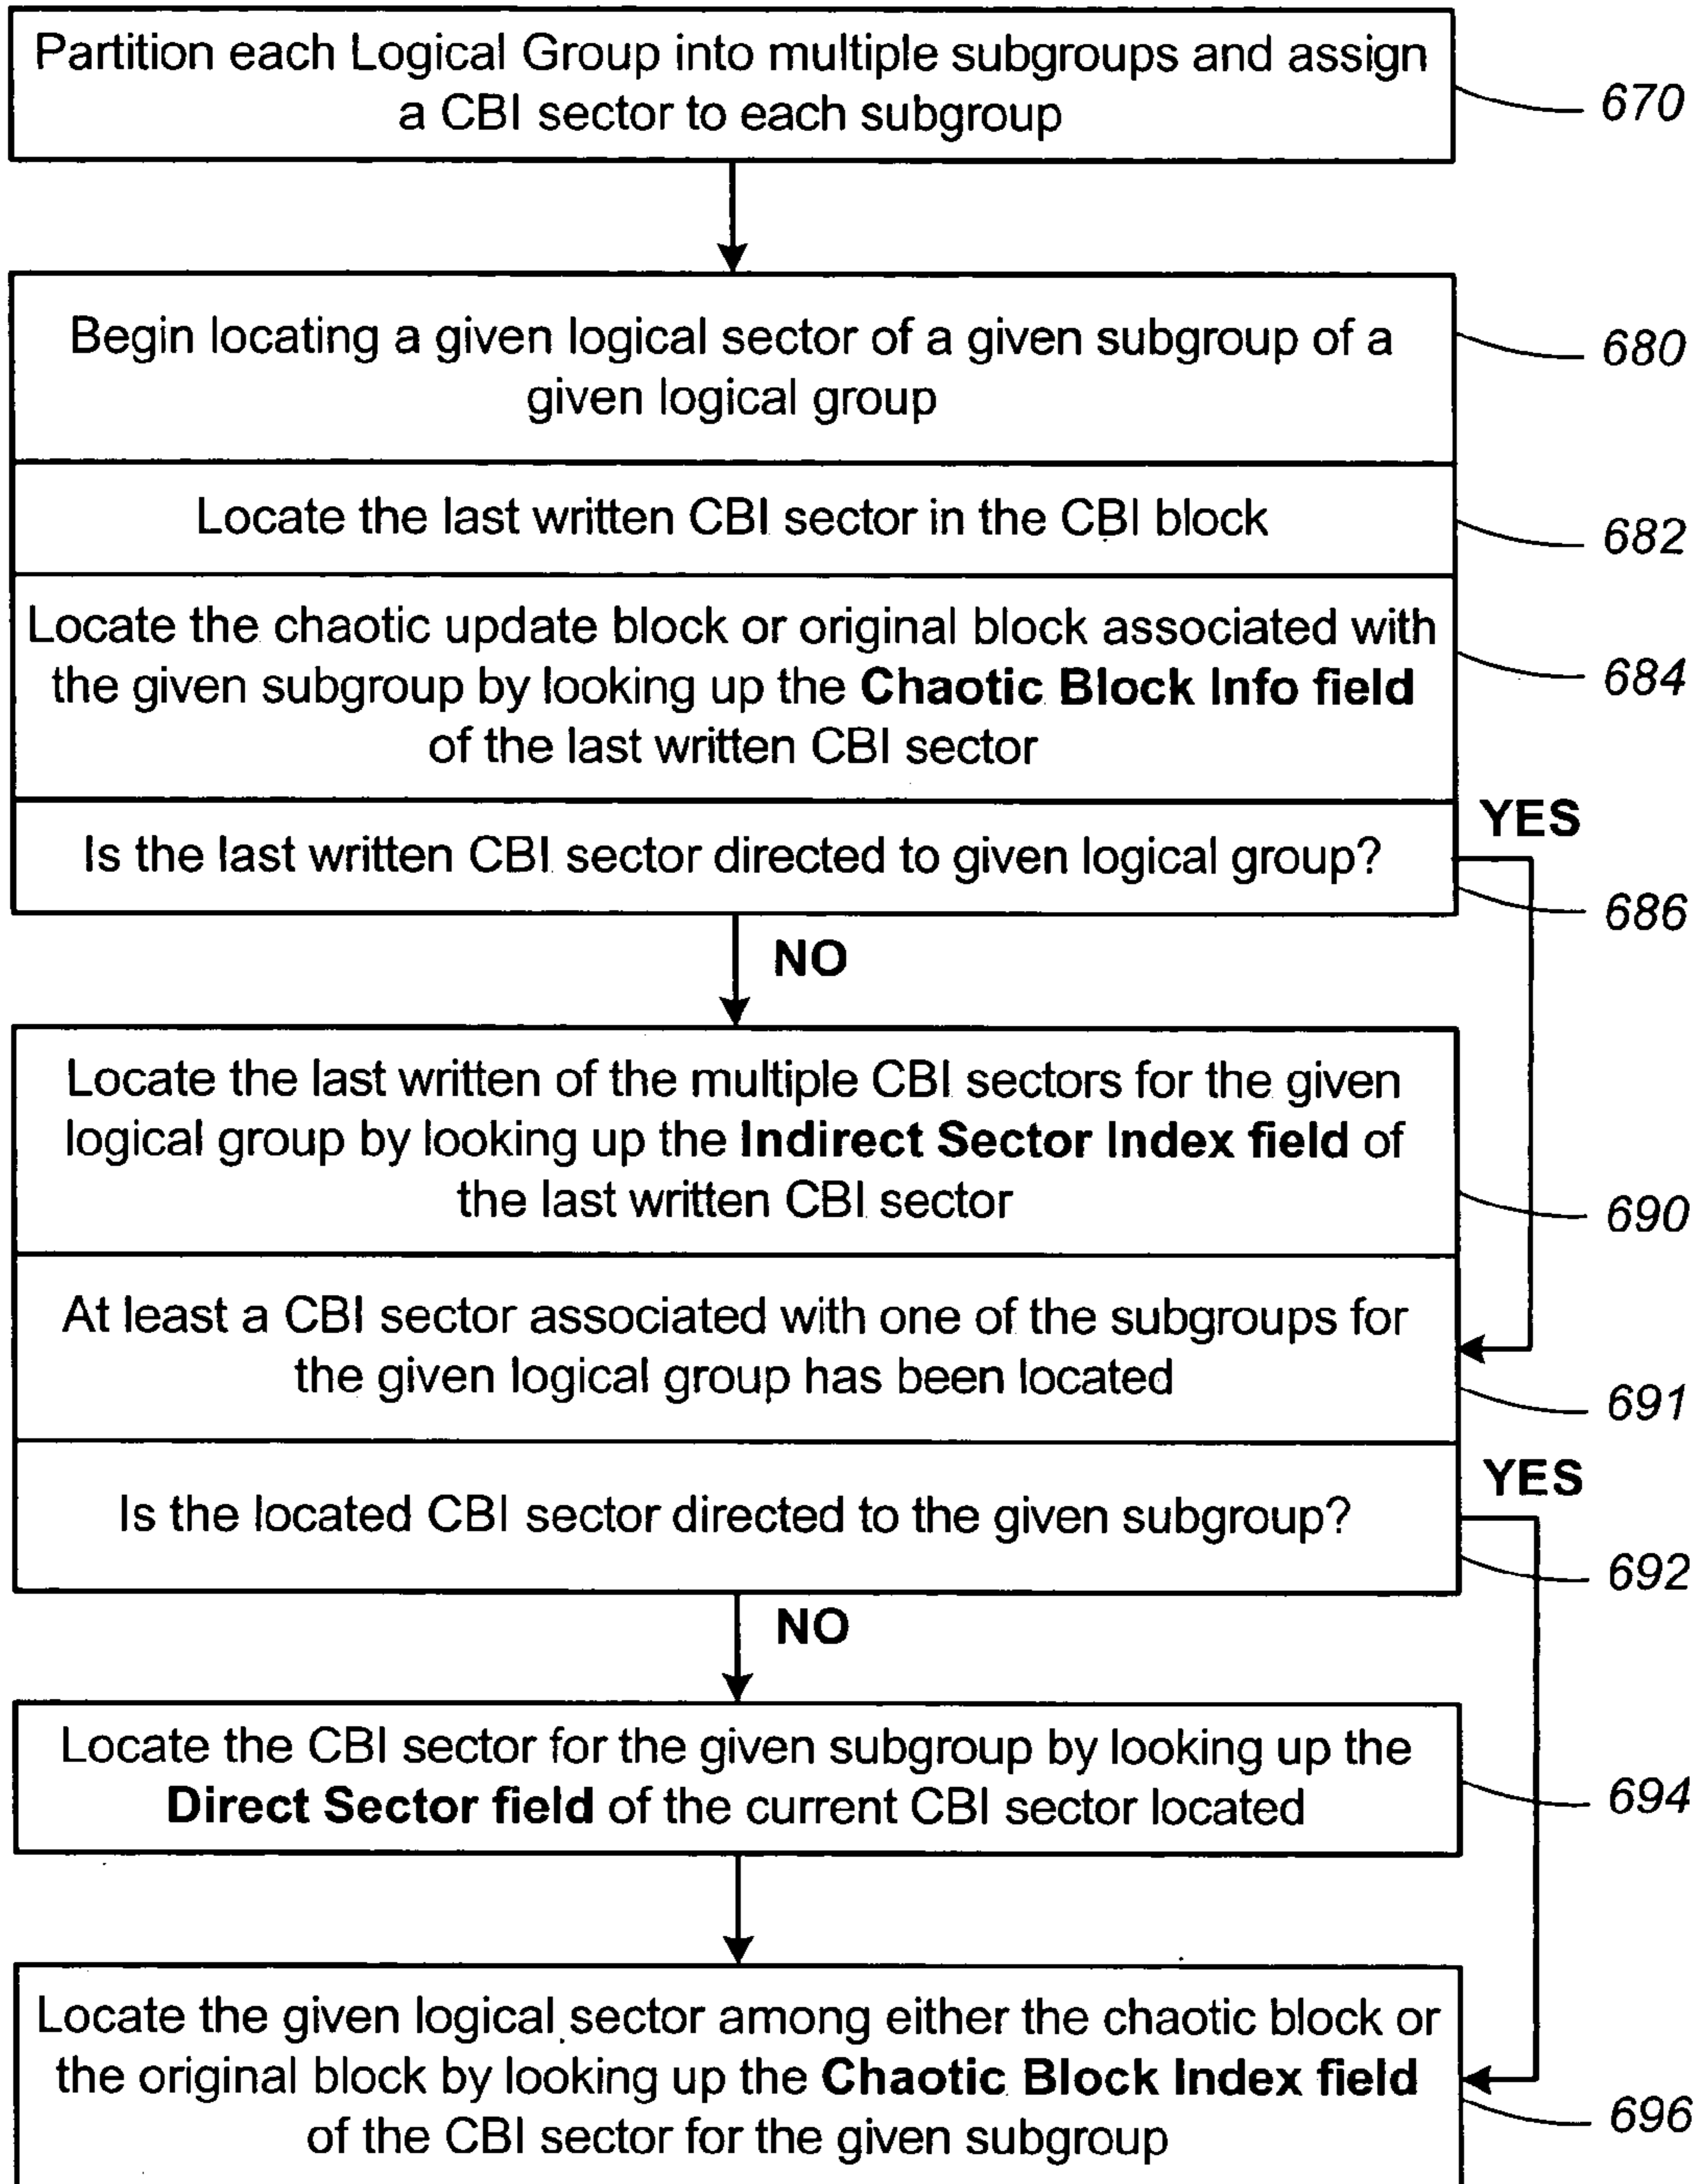 Partition each Logical Group into multiple subgroups and assign
a CBI sector to each subgroup
670
Begin locating a given logical sector of a given subgroup of a
given logical group
680
Locate the last written CBI sector in the CBI block
682
Locate the chaotic update block or original block associated with
the given subgroup by looking up the Chaotic Block Info field
of the last written CBI sector
684
YES
Is the last written CBI sector directed to given logical group?
686
NO
Locate the last written of the multiple CBI sectors for the given
logical group by looking up the Indirect Sector Index field of
the last written CBI sector
690
At least a CBI sector associated with one of the subgroups for
the given logical group has been located
691
YES
Is the located CBI sector directed to the given subgroup?
692
NO
Locate the CBI sector for the given subgroup by looking up the
Direct Sector field of the current CBI sector located
694
Locate the given logical sector among either the chaotic block or
the original block by looking up the Chaotic Block Index field
of the CBI sector for the given subgroup
696